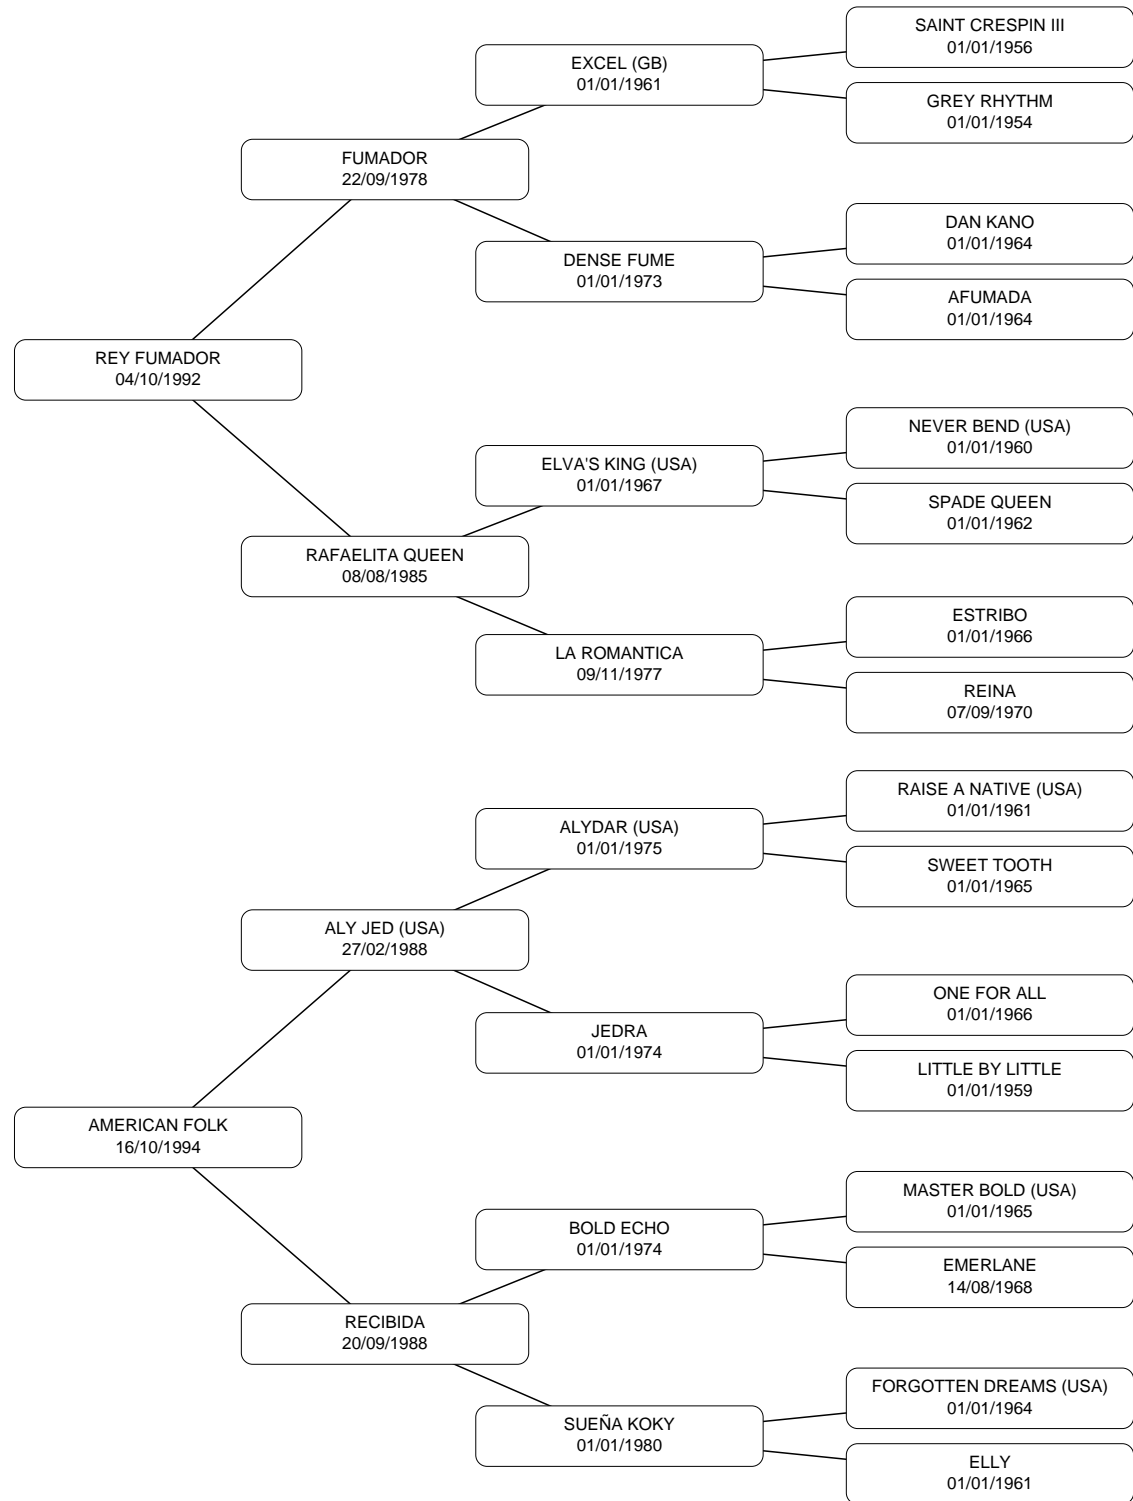 SAINT CRESPIN III
01/01/1956
EXCEL (GB)
01/01/1961
GREY RHYTHM
01/01/1954
FUMADOR
22/09/1978
DAN KANO
01/01/1964
DENSE FUME
01/01/1973
AFUMADA
01/01/1964
REY FUMADOR
04/10/1992
NEVER BEND (USA)
01/01/1960
ELVA'S KING (USA)
01/01/1967
SPADE QUEEN
01/01/1962
RAFAELITA QUEEN
08/08/1985
ESTRIBO
01/01/1966
LA ROMANTICA
09/11/1977
REINA
07/09/1970
RAISE A NATIVE (USA)
01/01/1961
ALYDAR (USA)
01/01/1975
SWEET TOOTH
01/01/1965
ALY JED (USA)
27/02/1988
ONE FOR ALL
01/01/1966
JEDRA
01/01/1974
LITTLE BY LITTLE
01/01/1959
AMERICAN FOLK
16/10/1994
MASTER BOLD (USA)
01/01/1965
BOLD ECHO
01/01/1974
EMERLANE
14/08/1968
RECIBIDA
20/09/1988
FORGOTTEN DREAMS (USA)
01/01/1964
SUEÑA KOKY
01/01/1980
ELLY
01/01/1961